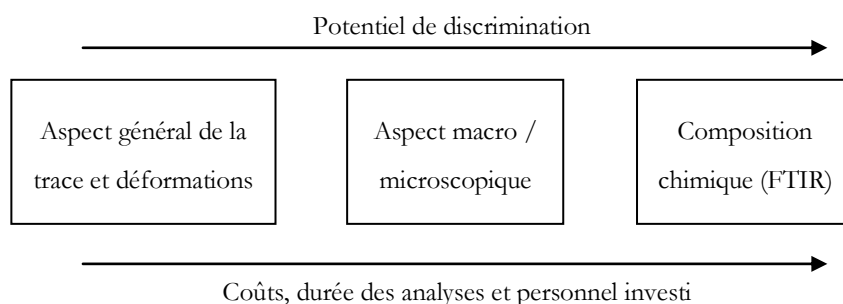 Potentiel de discrimination
Aspect général de la
trace et déformations
Aspect macro /
microscopique
Composition
chimique (FTIR)
Coûts, durée des analyses et personnel investi